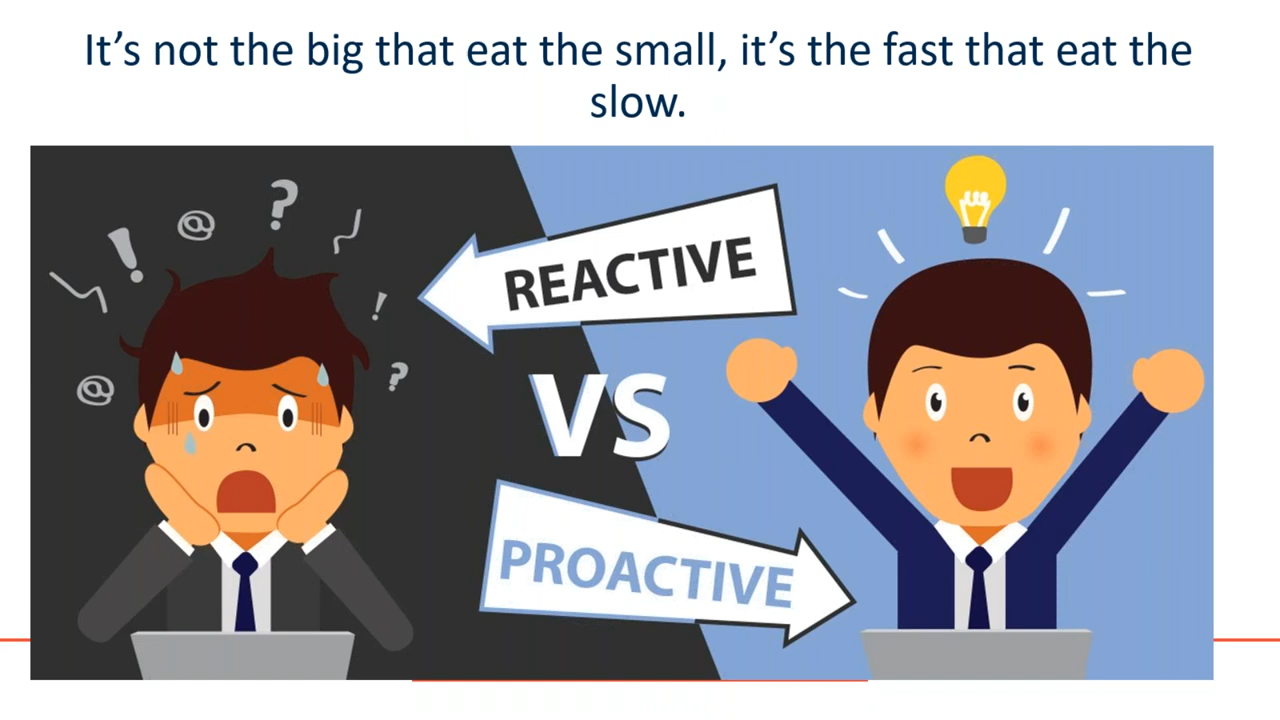 It’s not the big that eat the small, it’s the fast that eat the
slow.
REACTIVE
VS
PROACTIVE